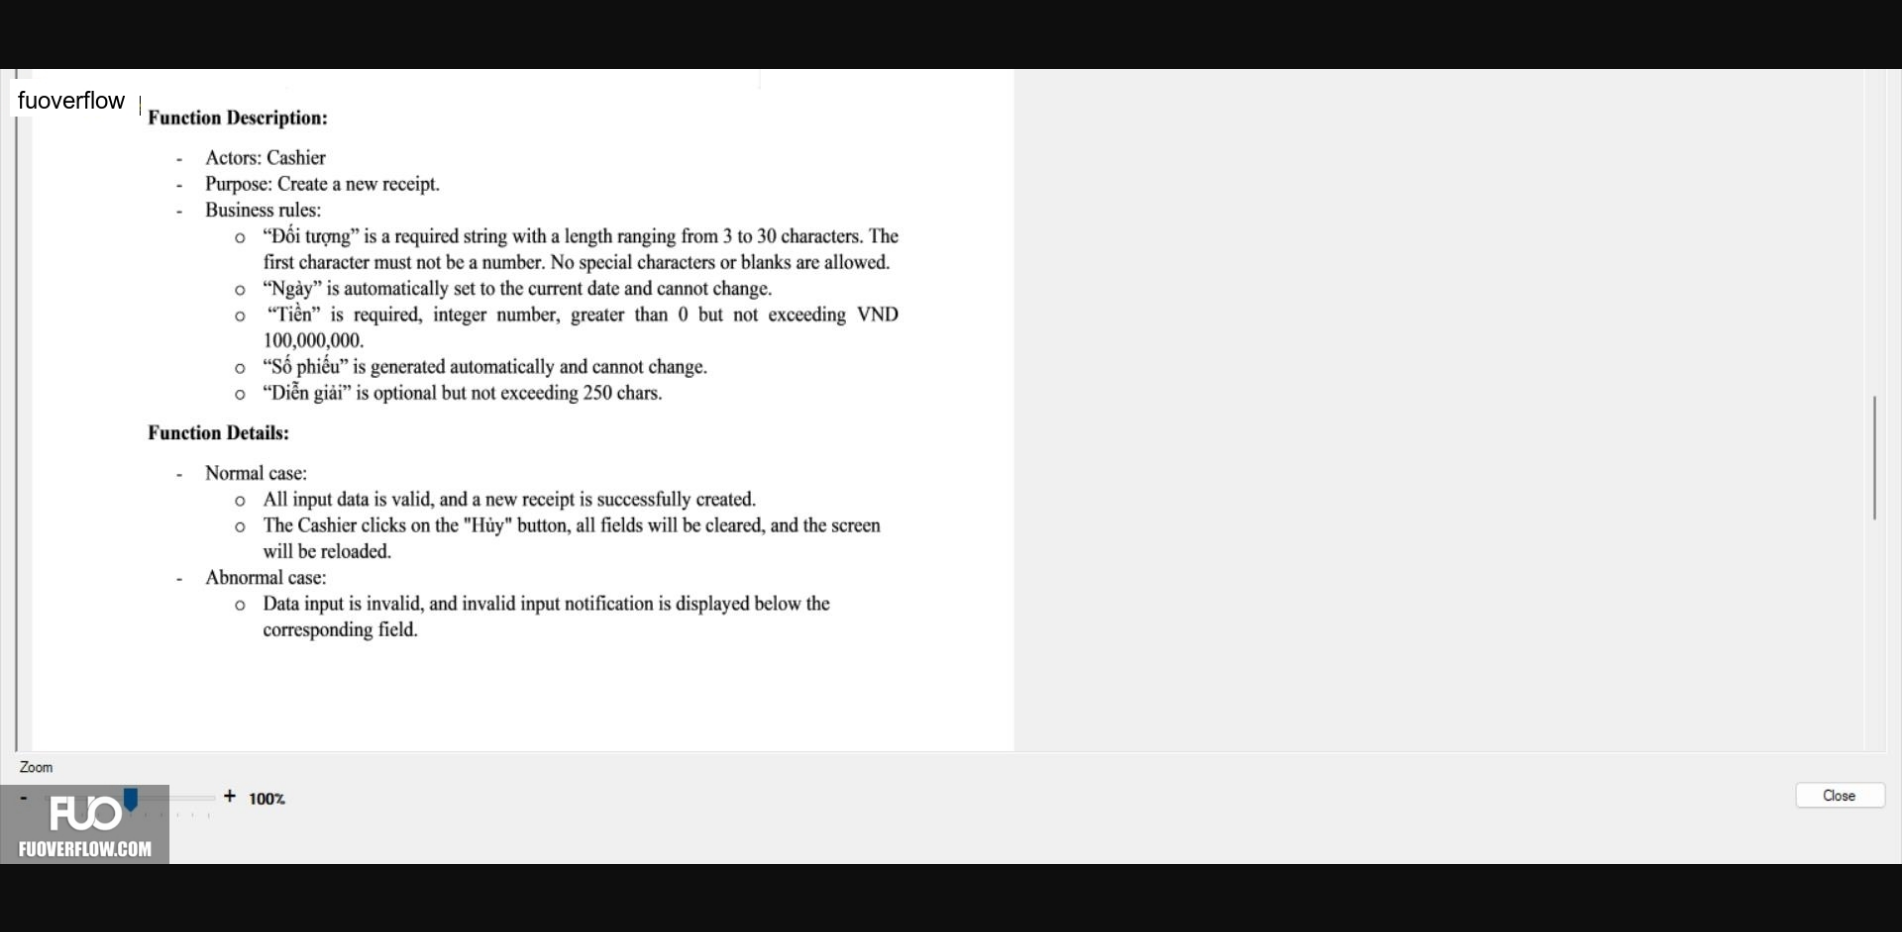 fuoverflow
Function Description:
- Actors: Cashier
- Purpose: Create a new receipt.
- Business rules:
o “Đối tượng” is a required string with a length ranging from 3 to 30 characters. The
first character must not be a number. No special characters or blanks are allowed.
o “Ngày” is automatically set to the current date and cannot change.
o “Tiền” is required, integer number, greater than 0 but not exceeding VND
100,000,000.
o “Số phiếu” is generated automatically and cannot change.
o “Diễn giải” is optional but not exceeding 250 chars.
Function Details:
- Normal case:
o All input data is valid, and a new receipt is successfully created.
o The Cashier clicks on the "Hủy" button, all fields will be cleared, and the screen
will be reloaded.
- Abnormal case:
o Data input is invalid, and invalid input notification is displayed below the
corresponding field.
Zoom
- + 100%
Close
FUO
FUOVERFLOW.COM